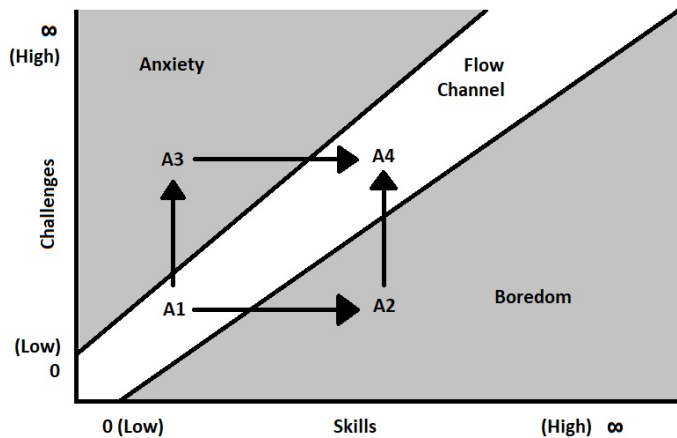 ∞
(High)
Anxiety
Flow
Channel
A3
A4
Challenges
A1
A2
Boredom
(Low)
0
0 (Low)
Skills
(High) ∞